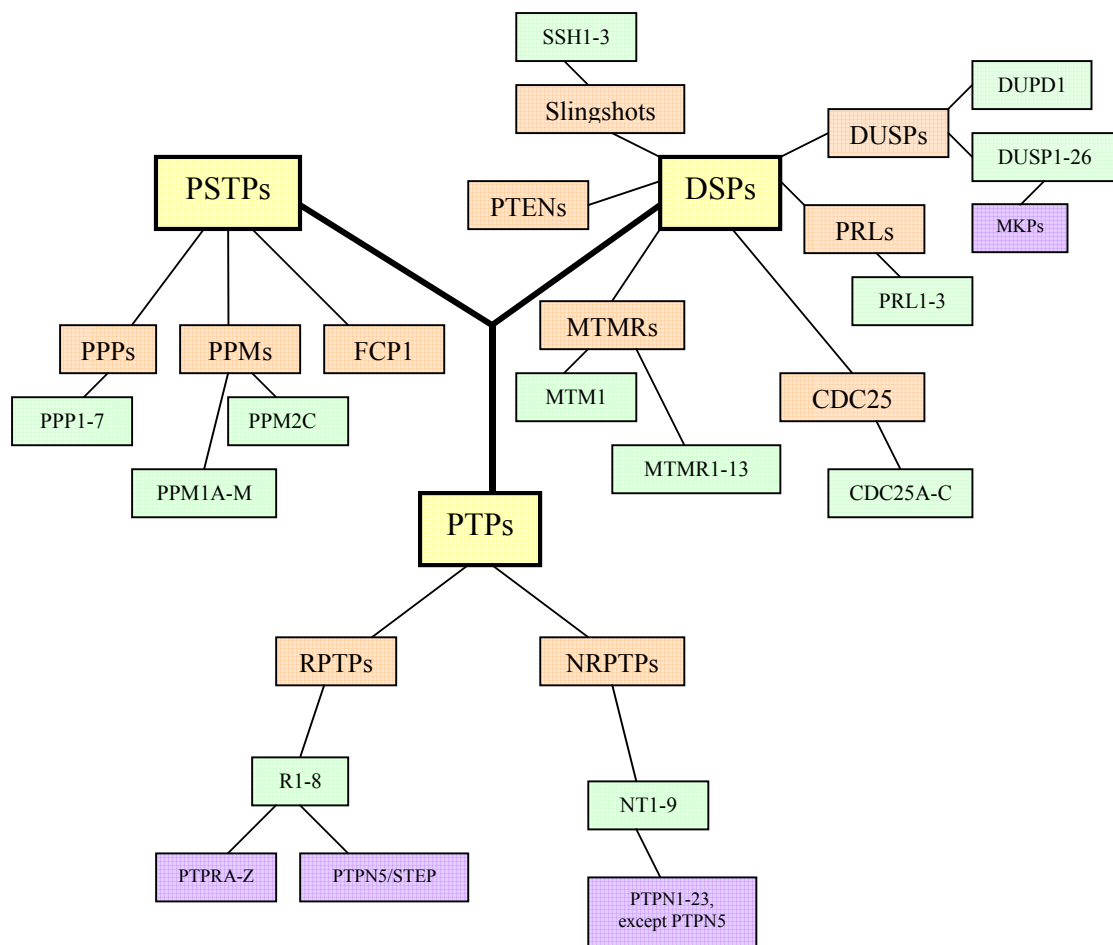 SSH1-3
Slingshots
DUPD1
DUSPs
DUSP1-26
MKPs
PSTPs
DSPs
PTENs
PRLs
PRL1-3
PPPs
PPMs
FCP1
MTMRs
PPP1-7
PPM2C
MTM1
CDC25
PPM1A-M
MTMR1-13
CDC25A-C
PTPs
RPTPs
NRPTPs
R1-8
NT1-9
PTPRA-Z
PTPN5/STEP
PTPN1-23,
except PTPN5